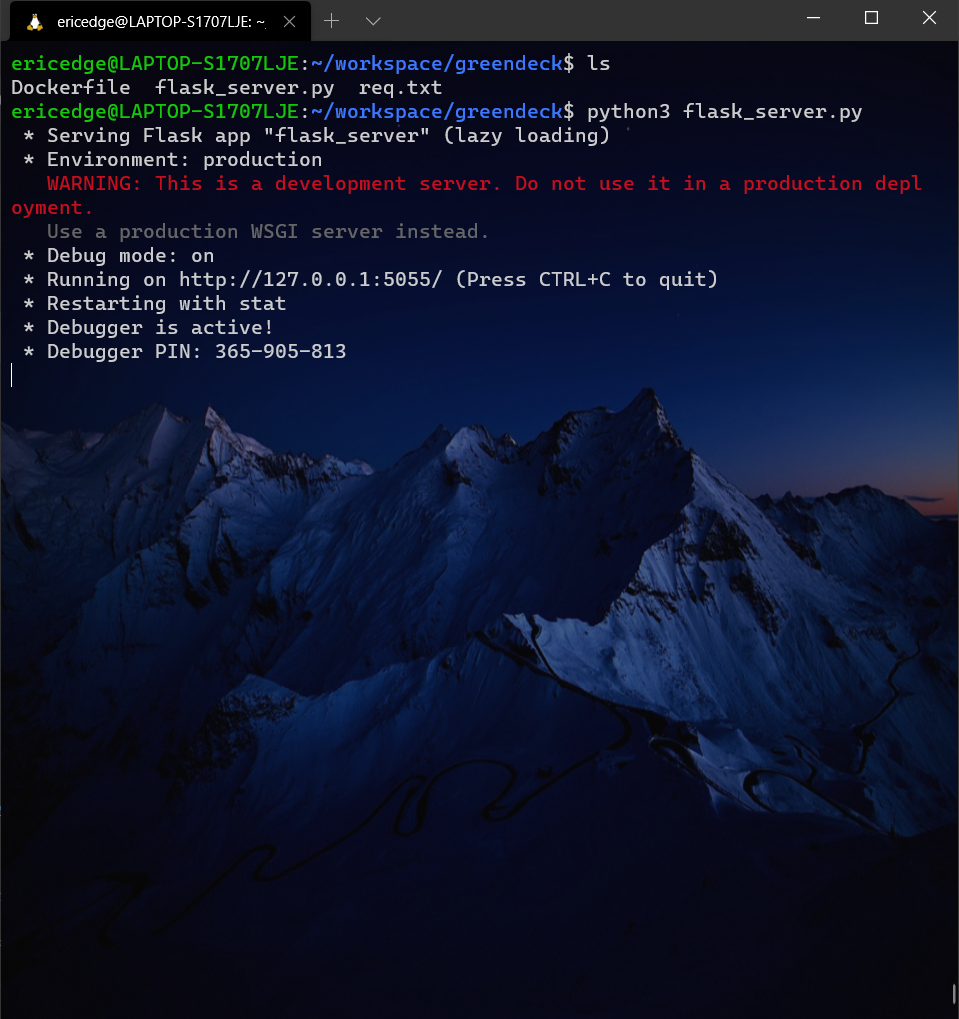 ericedge@LAPTOP-S1707LJE: ~,
ericedge@LAPTOP-S1707LJE:~/workspace/greendeck$ ls
Dockerfile  flask_server.py  req.txt
ericedge@LAPTOP-S1707LJE:~/workspace/greendeck$ python3 flask_server.py
 * Serving Flask app "flask_server" (lazy loading)
 * Environment: production
   WARNING: This is a development server. Do not use it in a production depl
oyment.
   Use a production WSGI server instead.
 * Debug mode: on
 * Running on http://127.0.0.1:5055/ (Press CTRL+C to quit)
 * Restarting with stat
 * Debugger is active!
 * Debugger PIN: 365-905-813